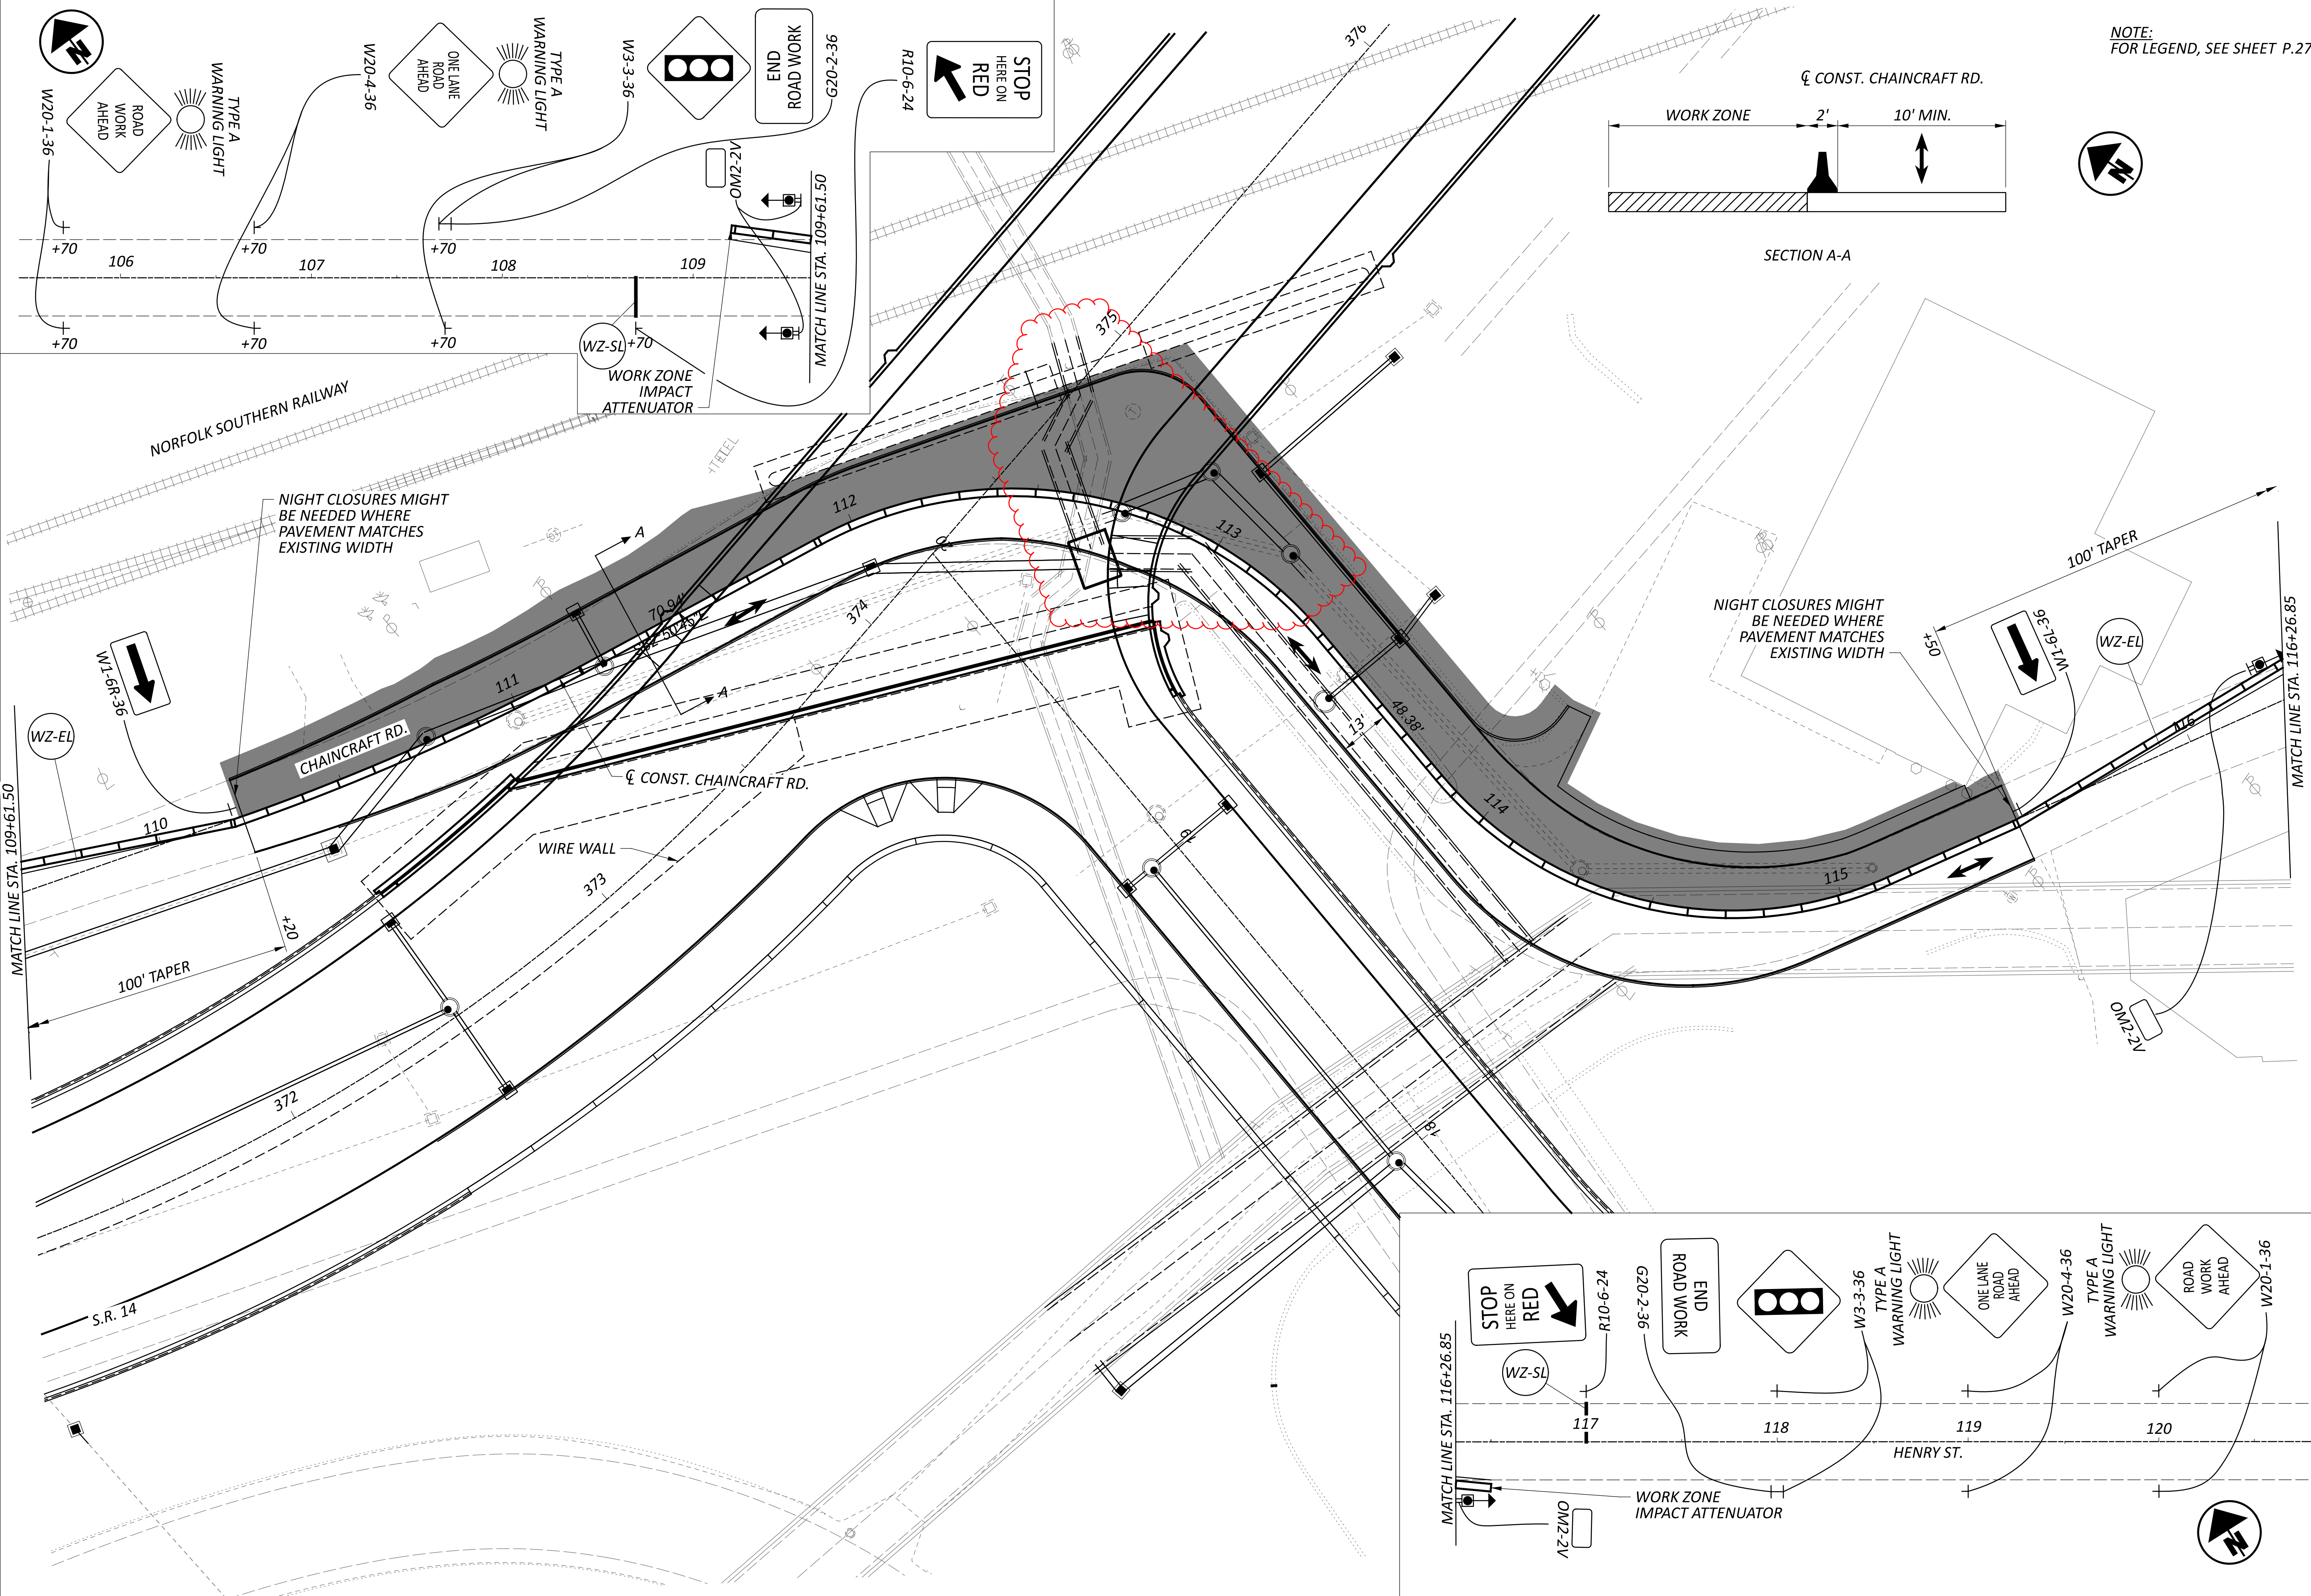 NOTE:
FOR LEGEND, SEE SHEET P.27
N
W20-1-36
ROAD
WORK
AHEAD
TYPE A
WARNING LIGHT
W20-4-36
ONE LANE
ROAD
AHEAD
TYPE A
WARNING LIGHT
W3-3-36
END
ROAD WORK
G20-2-36
R10-6-24
STOP
HERE ON
RED
OM2-2V
+70
+70
+70
106
107
108
109
+70
+70
+70
+70
WZ-SL
WORK ZONE
IMPACT
ATTENUATOR
MATCH LINE STA. 109+61.50
℄ CONST. CHAINCRAFT RD.
WORK ZONE
2'
10' MIN.
SECTION A-A
N
376
375
NORFOLK SOUTHERN RAILWAY
TELEL
NIGHT CLOSURES MIGHT
BE NEEDED WHERE
PAVEMENT MATCHES
EXISTING WIDTH
A
A
112
113
111
70.94'
374
20
W1-6R-36
WZ-EL
CHAINCRAFT RD.
℄ CONST. CHAINCRAFT RD.
110
MATCH LINE STA. 109+61.50
+20
100' TAPER
WIRE WALL
373
372
S.R. 14
19
18
13'
48.38'
114
115
116
NIGHT CLOSURES MIGHT
BE NEEDED WHERE
PAVEMENT MATCHES
EXISTING WIDTH
100' TAPER
+50
W1-6L-36
WZ-EL
MATCH LINE STA. 116+26.85
OM2-2V
STOP
HERE ON
RED
R10-6-24
G20-2-36
END
ROAD WORK
W3-3-36
TYPE A
WARNING LIGHT
ONE LANE
ROAD
AHEAD
W20-4-36
TYPE A
WARNING LIGHT
ROAD
WORK
AHEAD
W20-1-36
WZ-SL
MATCH LINE STA. 116+26.85
117
118
119
120
HENRY ST.
WORK ZONE
IMPACT ATTENUATOR
OM2-2V
N